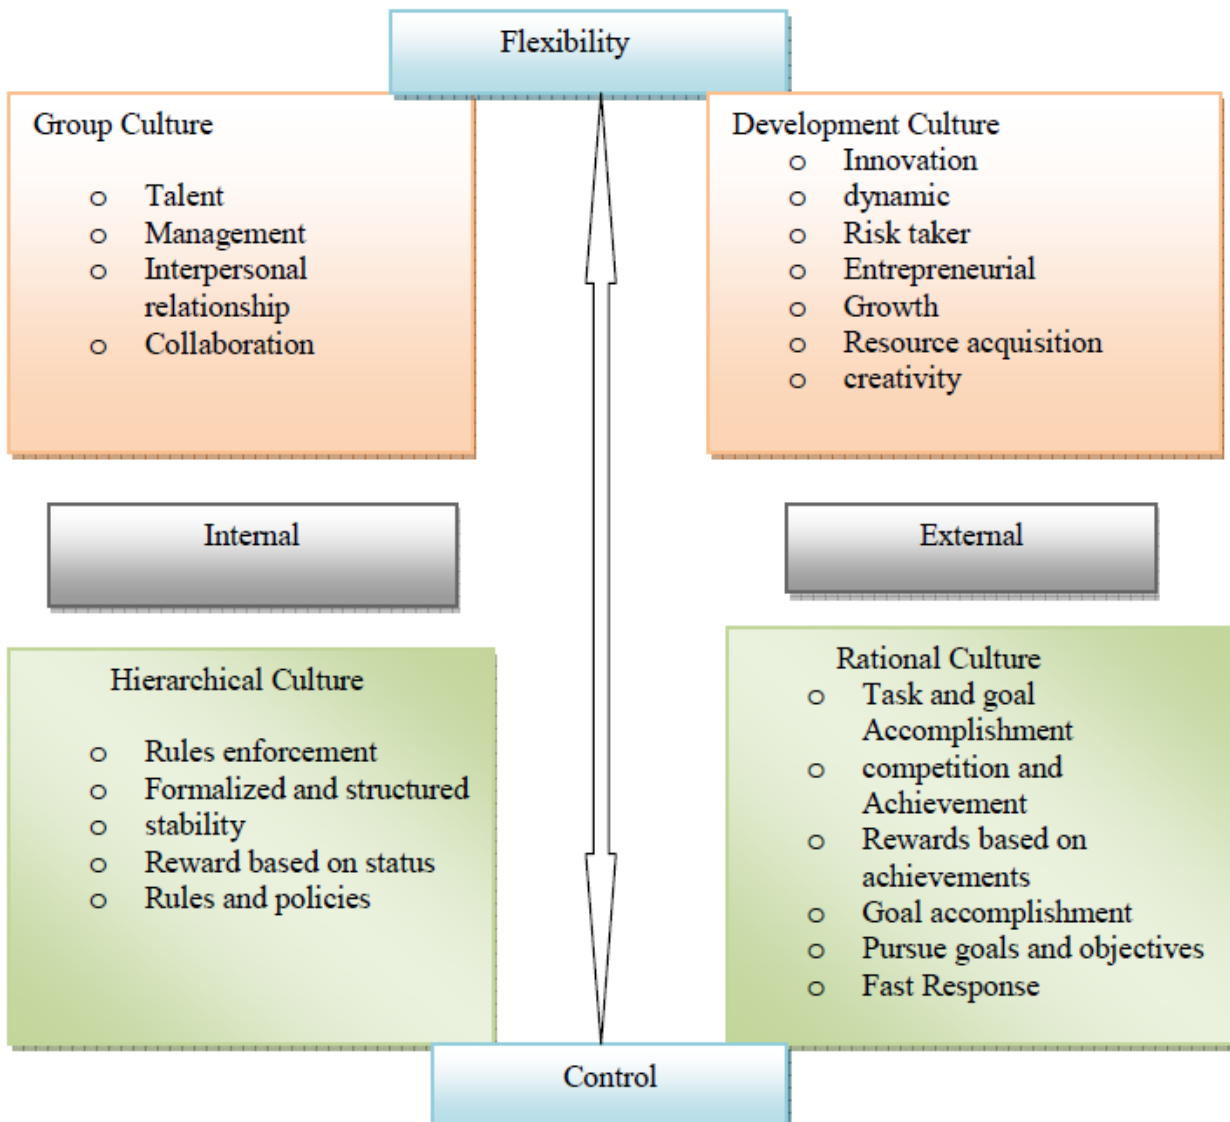 Flexibility
Group Culture
o Talent
o Management
o Interpersonal
relationship
o Collaboration
Development Culture
o Innovation
o dynamic
o Risk taker
o Entrepreneurial
o Growth
o Resource acquisition
o creativity
Internal
External
Hierarchical Culture
o Rules enforcement
o Formalized and structured
o stability
o Reward based on status
o Rules and policies
Rational Culture
o Task and goal
Accomplishment
o competition and
Achievement
o Rewards based on
achievements
o Goal accomplishment
o Pursue goals and objectives
o Fast Response
Control